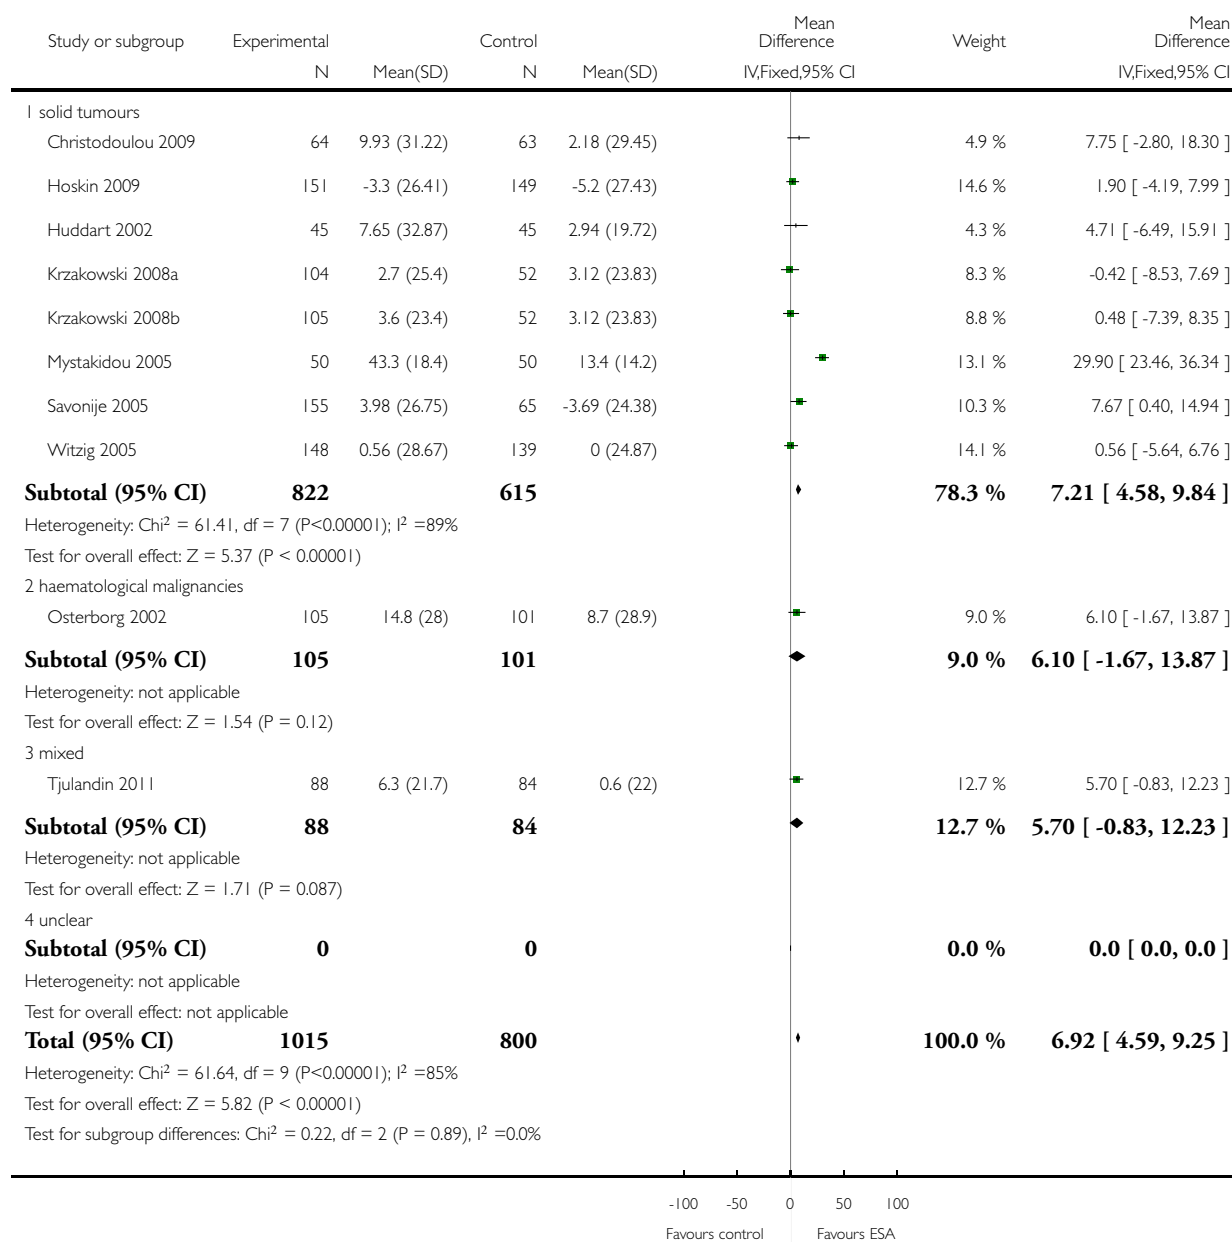 Study or subgroup Experimental Control Mean Difference Weight Mean Difference
N Mean(SD) N Mean(SD) IV,Fixed,95% CI IV,Fixed,95% CI
1 solid tumours
Christodoulou 2009 64 9.93 (31.22) 63 2.18 (29.45) 4.9 % 7.75 [ -2.80, 18.30 ]
Hoskin 2009 151 -3.3 (26.41) 149 -5.2 (27.43) 14.6 % 1.90 [ -4.19, 7.99 ]
Huddart 2002 45 7.65 (32.87) 45 2.94 (19.72) 4.3 % 4.71 [ -6.49, 15.91 ]
Krzakowski 2008a 104 2.7 (25.4) 52 3.12 (23.83) 8.3 % -0.42 [ -8.53, 7.69 ]
Krzakowski 2008b 105 3.6 (23.4) 52 3.12 (23.83) 8.8 % 0.48 [ -7.39, 8.35 ]
Mystakidou 2005 50 43.3 (18.4) 50 13.4 (14.2) 13.1 % 29.90 [ 23.46, 36.34 ]
Savonije 2005 155 3.98 (26.75) 65 -3.69 (24.38) 10.3 % 7.67 [ 0.40, 14.94 ]
Witzig 2005 148 0.56 (28.67) 139 0 (24.87) 14.1 % 0.56 [ -5.64, 6.76 ]
Subtotal (95% CI) 822 615 78.3 % 7.21 [ 4.58, 9.84 ]
Heterogeneity: Chi² = 61.41, df = 7 (P<0.00001); I² =89%
Test for overall effect: Z = 5.37 (P < 0.00001)
2 haematological malignancies
Osterborg 2002 105 14.8 (28) 101 8.7 (28.9) 9.0 % 6.10 [ -1.67, 13.87 ]
Subtotal (95% CI) 105 101 9.0 % 6.10 [ -1.67, 13.87 ]
Heterogeneity: not applicable
Test for overall effect: Z = 1.54 (P = 0.12)
3 mixed
Tjulandin 2011 88 6.3 (21.7) 84 0.6 (22) 12.7 % 5.70 [ -0.83, 12.23 ]
Subtotal (95% CI) 88 84 12.7 % 5.70 [ -0.83, 12.23 ]
Heterogeneity: not applicable
Test for overall effect: Z = 1.71 (P = 0.087)
4 unclear
Subtotal (95% CI) 0 0 0.0 % 0.0 [ 0.0, 0.0 ]
Heterogeneity: not applicable
Test for overall effect: not applicable
Total (95% CI) 1015 800 100.0 % 6.92 [ 4.59, 9.25 ]
Heterogeneity: Chi² = 61.64, df = 9 (P<0.00001); I² =85%
Test for overall effect: Z = 5.82 (P < 0.00001)
Test for subgroup differences: Chi² = 0.22, df = 2 (P = 0.89), I² =0.0%
-100 -50 0 50 100
Favours control Favours ESA